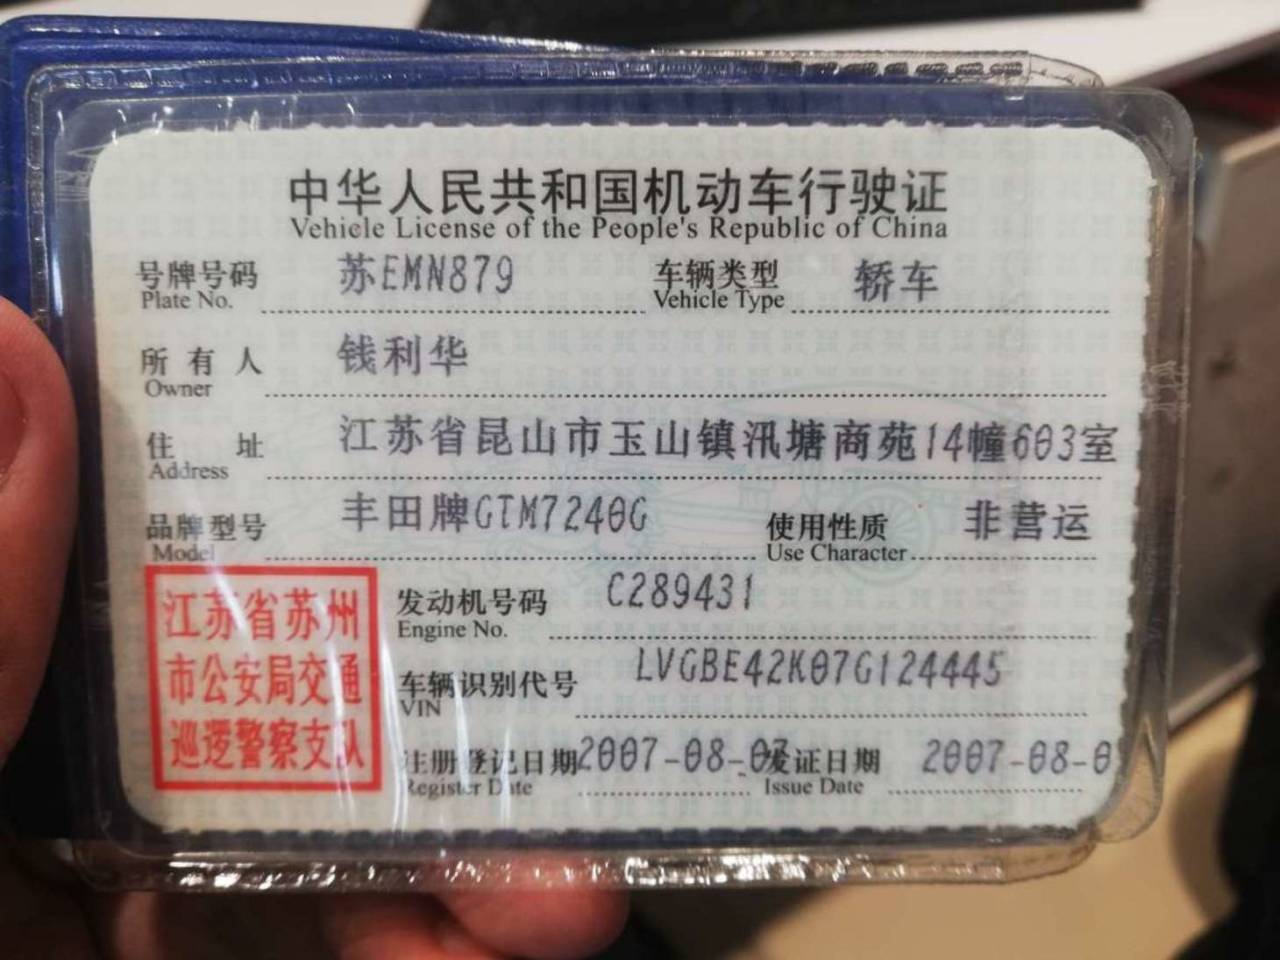 中华人民共和国机动车行驶证
Vehicle License of the People's Republic of China
号牌号码 苏EMN879 车辆类型 轿车
Plate No. Vehicle Type
所有人 钱利华
Owner
住址 江苏省昆山市玉山镇汛塘商苑14幢603室
Address
品牌型号 丰田牌GTM7240G 使用性质 非营运
Model Use Character
江苏省苏州
市公安局交通
巡逻警察支队
发动机号码 C289431
Engine No.
车辆识别代号 LVGBE42K07G124445
VIN
注册登记日期 2007-08-07 发证日期 2007-08-0
Register Date Issue Date